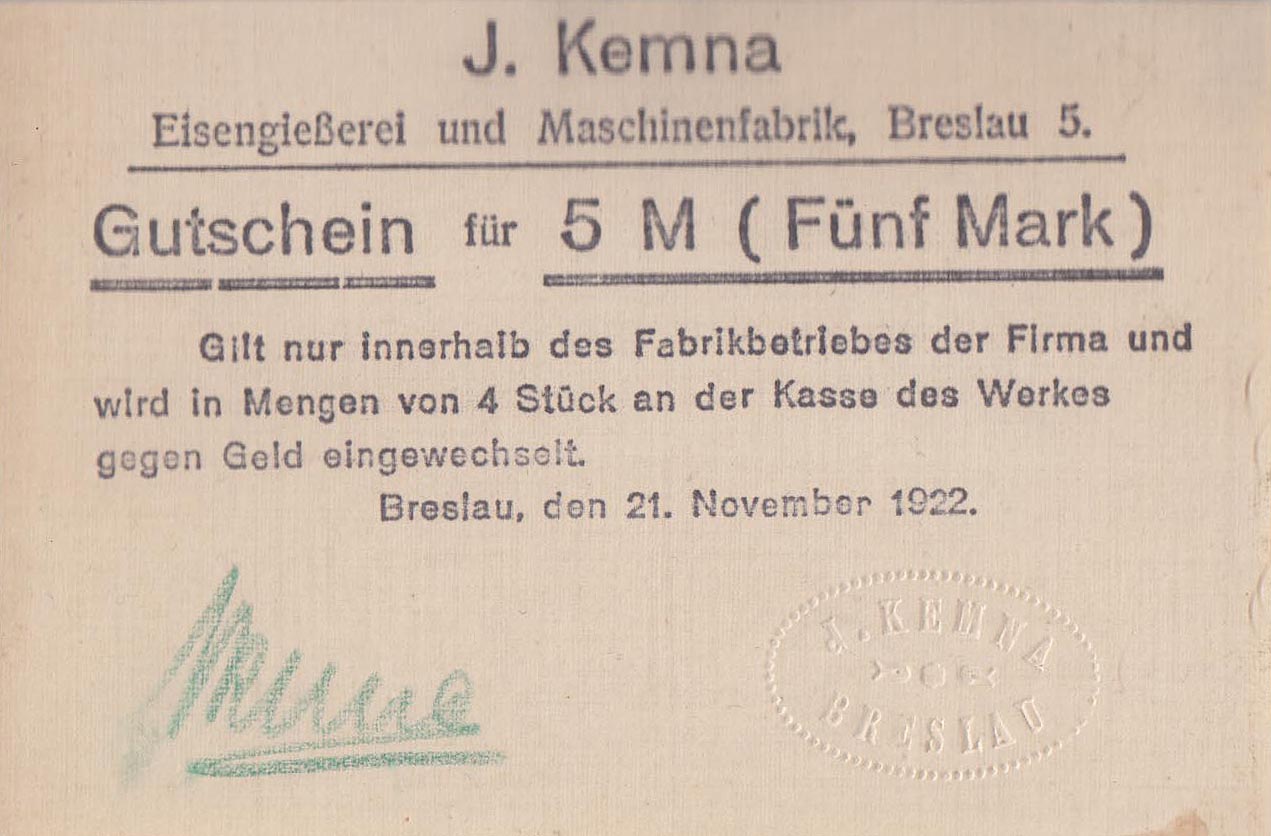 J. Kemna
Eisengießerei und Maschinenfabrik, Breslau 5.
Gutschein für 5 M (Fünf Mark)
Gilt nur innerhalb des Fabrikbetriebes der Firma und
wird in Mengen von 4 Stück an der Kasse des Werkes
gegen Geld eingewechselt.
Breslau, den 21. November 1922.
J. KEMNA
BRESLAU